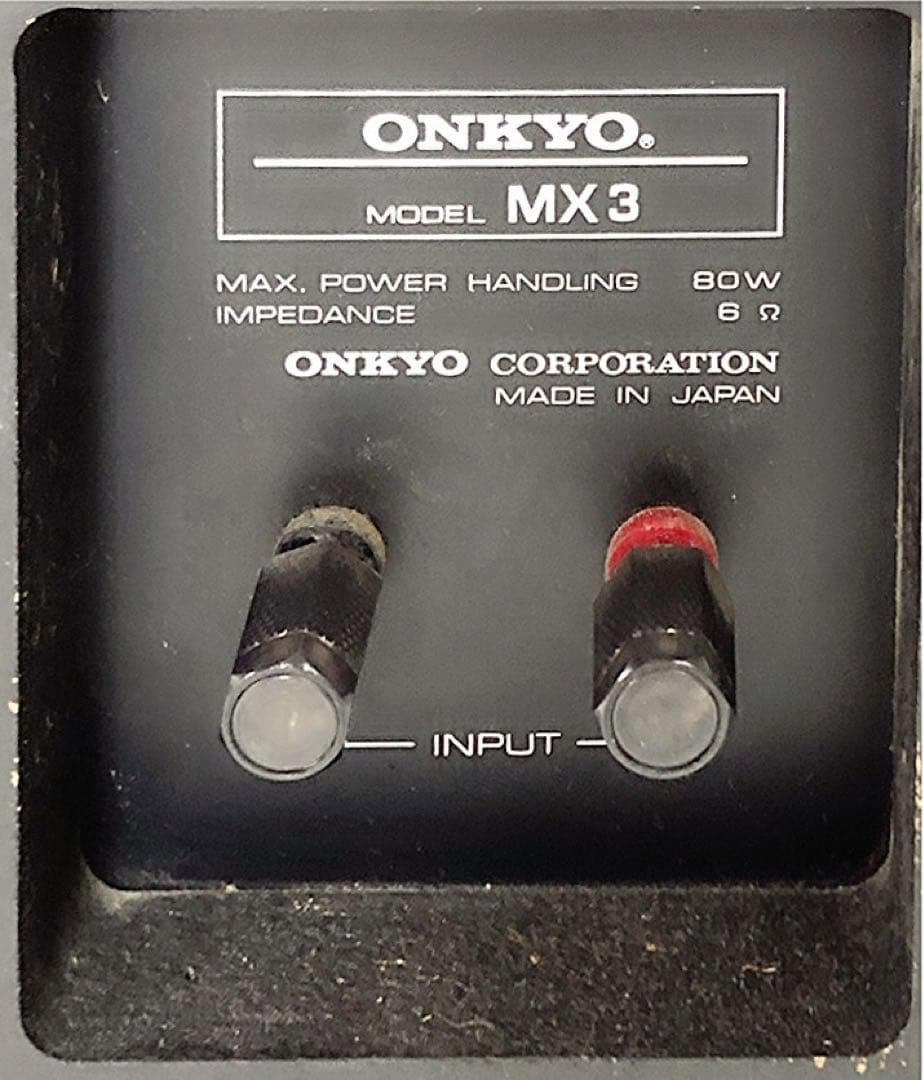 ONKYO®
MODEL MX3
MAX. POWER HANDLING 80W
IMPEDANCE 6 Ω
ONKYO CORPORATION
MADE IN JAPAN
INPUT